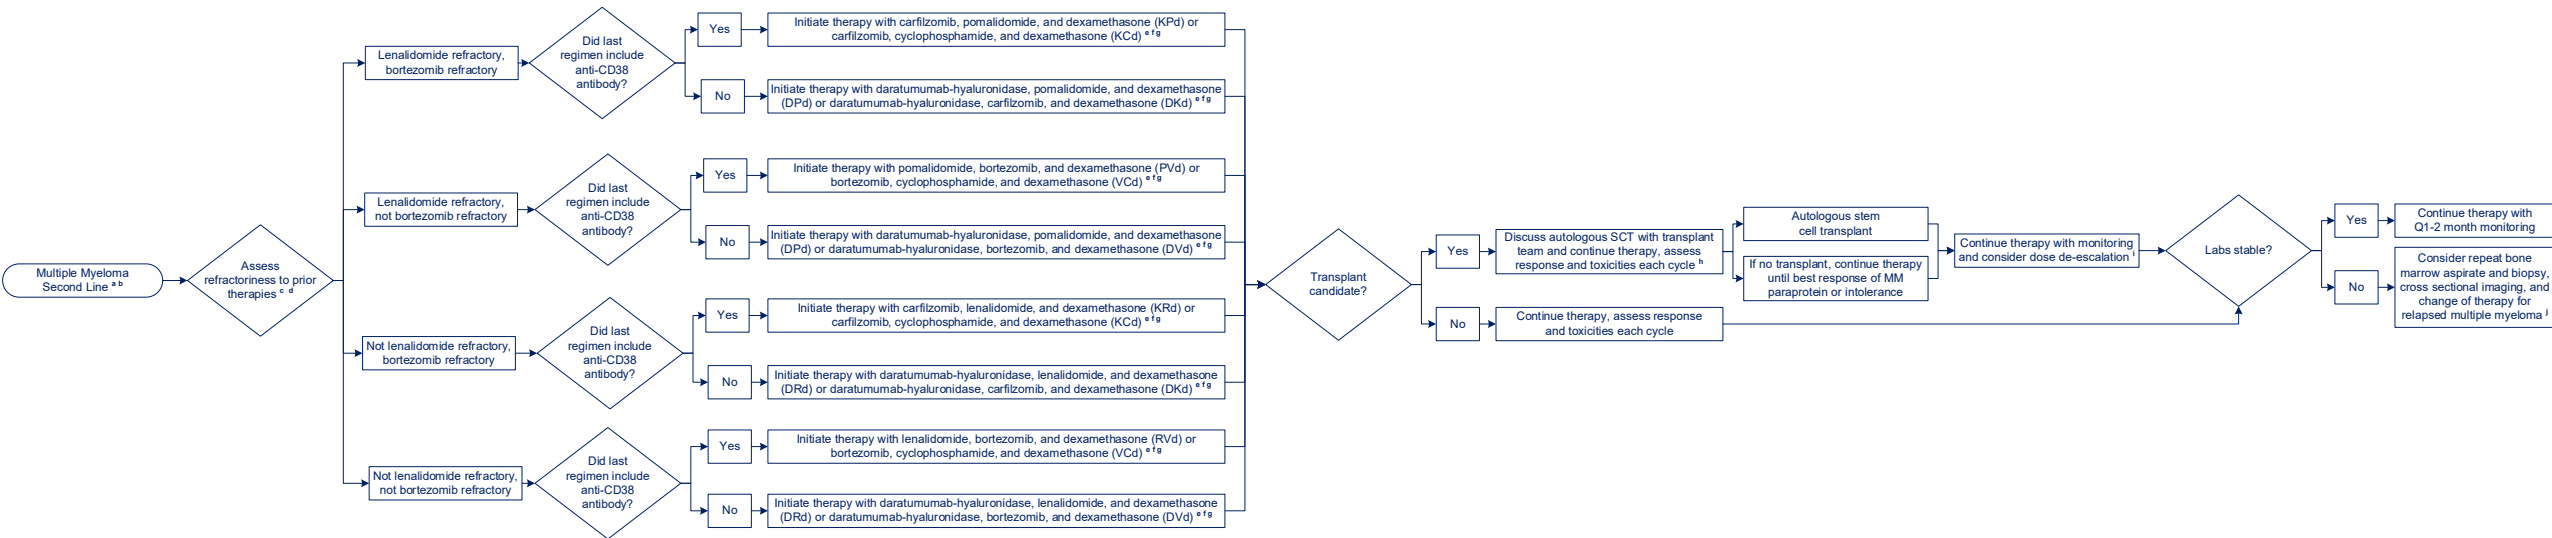 Multiple Myeloma
Second Line a b
Assess
refractoriness to prior
therapies c d
Lenalidomide refractory,
bortezomib refractory
Did last
regimen include
anti-CD38
antibody?
Yes
Initiate therapy with carfilzomib, pomalidomide, and dexamethasone (KPd) or
carfilzomib, cyclophosphamide, and dexamethasone (KCd) e f g
No
Initiate therapy with daratumumab-hyaluronidase, pomalidomide, and dexamethasone
(DPd) or daratumumab-hyaluronidase, carfilzomib, and dexamethasone (DKd) e f g
Lenalidomide refractory,
not bortezomib refractory
Did last
regimen include
anti-CD38
antibody?
Yes
Initiate therapy with pomalidomide, bortezomib, and dexamethasone (PVd) or
bortezomib, cyclophosphamide, and dexamethasone (VCd) e f g
No
Initiate therapy with daratumumab-hyaluronidase, pomalidomide, and dexamethasone
(DPd) or daratumumab-hyaluronidase, bortezomib, and dexamethasone (DVd) e f g
Not lenalidomide refractory,
bortezomib refractory
Did last
regimen include
anti-CD38
antibody?
Yes
Initiate therapy with carfilzomib, lenalidomide, and dexamethasone (KRd) or
carfilzomib, cyclophosphamide, and dexamethasone (KCd) e f g
No
Initiate therapy with daratumumab-hyaluronidase, lenalidomide, and dexamethasone
(DRd) or daratumumab-hyaluronidase, carfilzomib, and dexamethasone (DKd) e f g
Not lenalidomide refractory,
not bortezomib refractory
Did last
regimen include
anti-CD38
antibody?
Yes
Initiate therapy with lenalidomide, bortezomib, and dexamethasone (RVd) or
bortezomib, cyclophosphamide, and dexamethasone (VCd) e f g
No
Initiate therapy with daratumumab-hyaluronidase, lenalidomide, and dexamethasone
(DRd) or daratumumab-hyaluronidase, bortezomib, and dexamethasone (DVd) e f g
Transplant
candidate?
Yes
Discuss autologous SCT with transplant
team and continue therapy, assess
response and toxicities each cycle h
Autologous stem
cell transplant
If no transplant, continue therapy
until best response of MM
paraprotein or intolerance
Continue therapy with monitoring
and consider dose de-escalation i
No
Continue therapy, assess response
and toxicities each cycle
Labs stable?
Yes
Continue therapy with
Q1-2 month monitoring
No
Consider repeat bone
marrow aspirate and biopsy,
cross sectional imaging, and
change of therapy for
relapsed multiple myeloma j